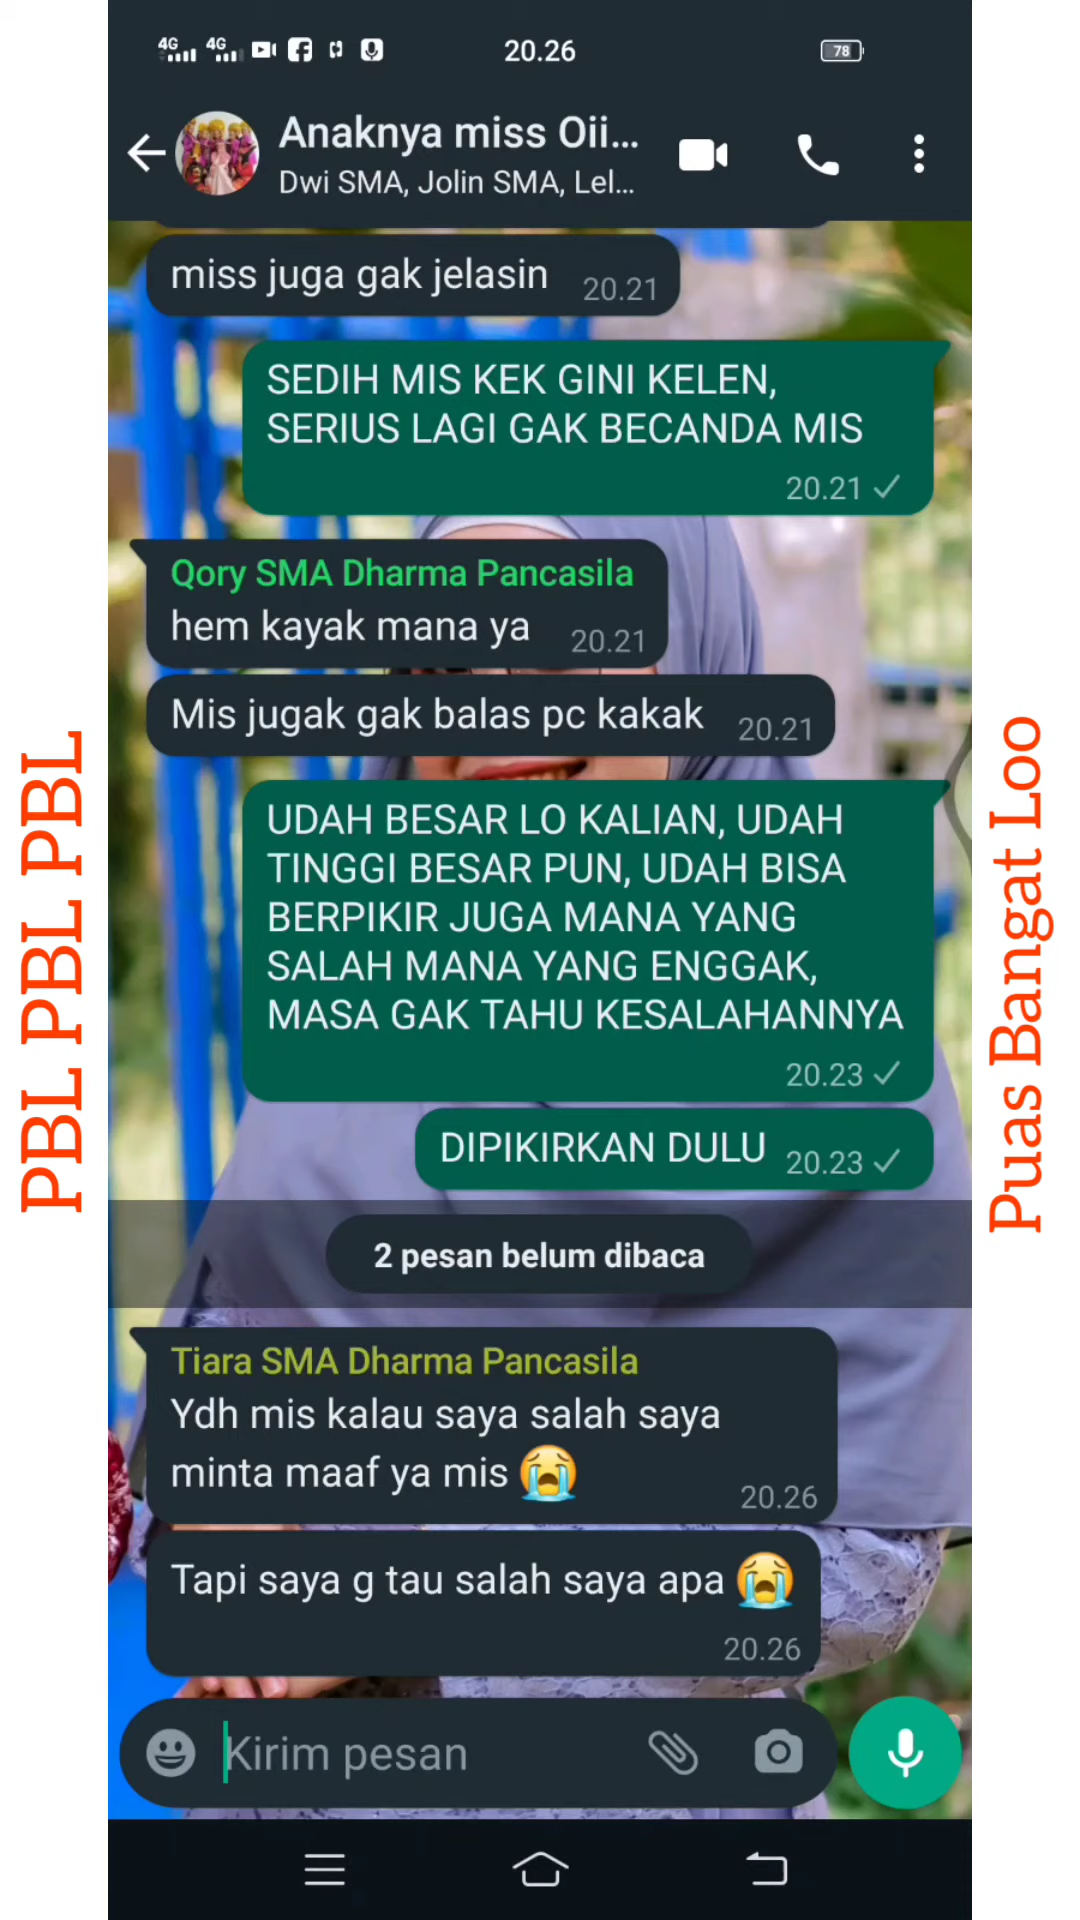 4G 4G 20.26 78
Anaknya miss Oii...
Dwi SMA, Jolin SMA, Lel...
miss juga gak jelasin 20.21
SEDIH MIS KEK GINI KELEN,
SERIUS LAGI GAK BECANDA MIS
20.21
Qory SMA Dharma Pancasila
hem kayak mana ya 20.21
Mis jugak gak balas pc kakak 20.21
UDAH BESAR LO KALIAN, UDAH
TINGGI BESAR PUN, UDAH BISA
BERPIKIR JUGA MANA YANG
SALAH MANA YANG ENGGAK,
MASA GAK TAHU KESALAHANNYA
20.23
DIPIKIRKAN DULU 20.23
2 pesan belum dibaca
Tiara SMA Dharma Pancasila
Ydh mis kalau saya salah saya
minta maaf ya mis 😭
20.26
Tapi saya g tau salah saya apa 😭
20.26
Kirim pesan
PBL PBL PBL
Puas Bangat Loo